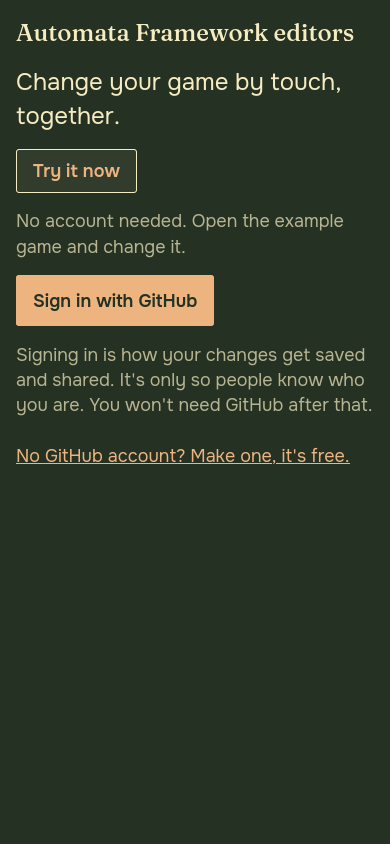 Automata Framework editors
Change your game by touch,
together.
Try it now
No account needed. Open the example
game and change it.
Sign in with GitHub
Signing in is how your changes get saved
and shared. It's only so people know who
you are. You won't need GitHub after that.
No GitHub account? Make one, it's free.